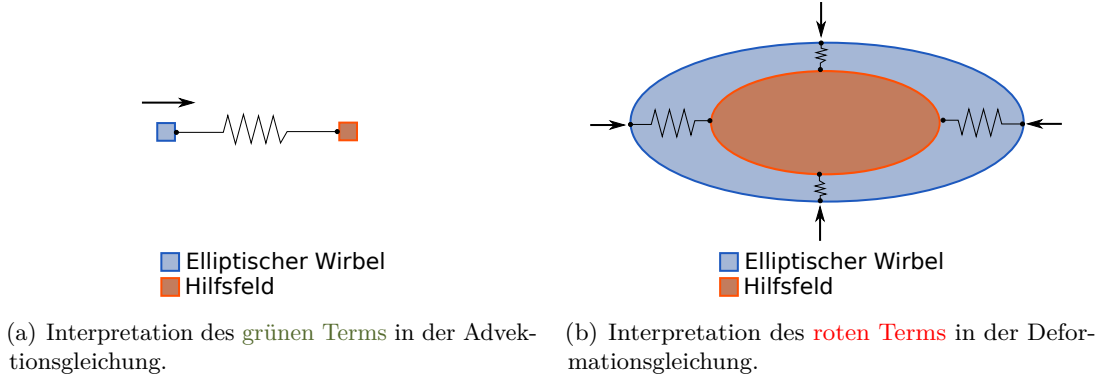 Elliptischer Wirbel
Hilfsfeld
(a) Interpretation des grünen Terms in der Advek-
tionsgleichung.
Elliptischer Wirbel
Hilfsfeld
(b) Interpretation des roten Terms in der Defor-
mationsgleichung.